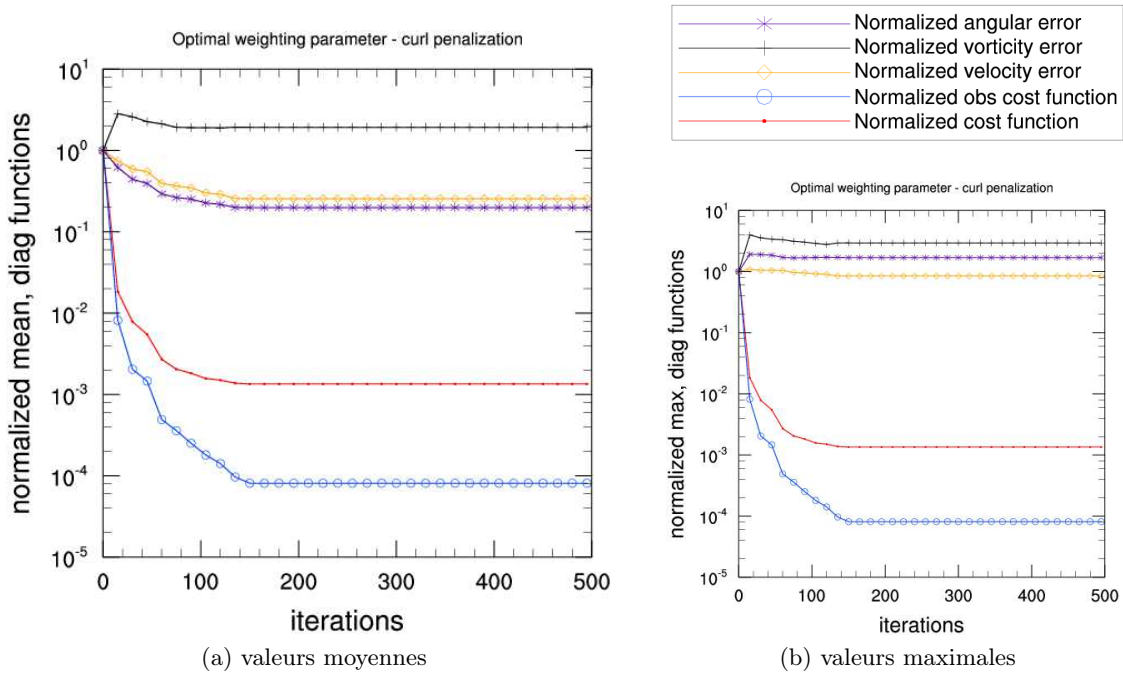 Optimal weighting parameter - curl penalization
normalized mean, diag functions
10^1
10^0
10^-1
10^-2
10^-3
10^-4
10^-5
0 100 200 300 400 500
iterations
(a) valeurs moyennes
Normalized angular error
Normalized vorticity error
Normalized velocity error
Normalized obs cost function
Normalized cost function
Optimal weighting parameter - curl penalization
normalized max, diag functions
10^1
10^0
10^-1
10^-2
10^-3
10^-4
10^-5
0 100 200 300 400 500
iterations
(b) valeurs maximales